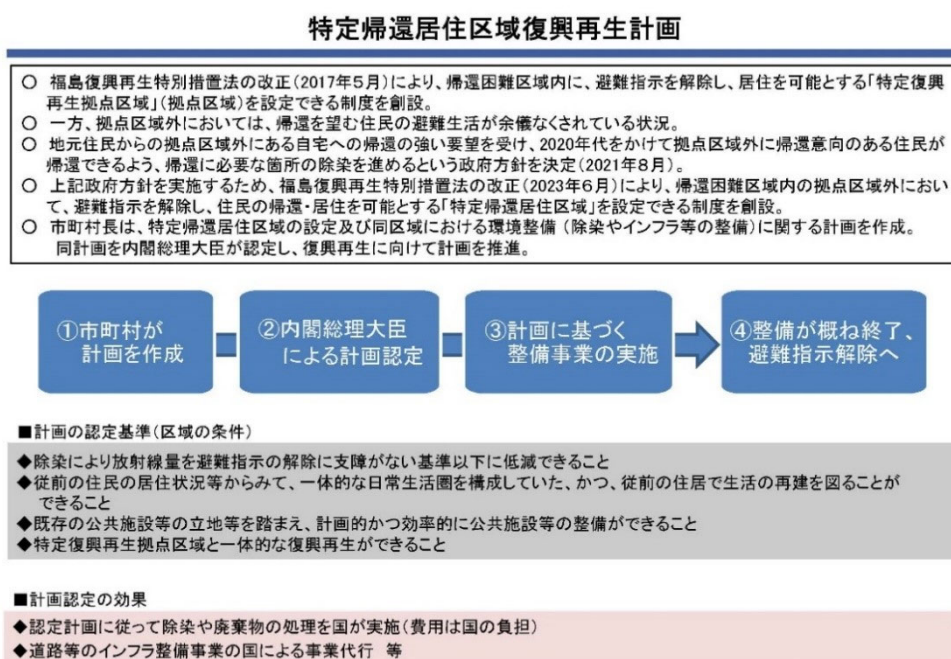 特定帰還居住区域復興再生計画
○ 福島復興再生特別措置法の改正(2017年5月)により、帰還困難区域内に、避難指示を解除し、居住を可能とする「特定復興
再生拠点区域」(拠点区域)を設定できる制度を創設。
○ 一方、拠点区域外においては、帰還を望む住民の避難生活が余儀なくされている状況。
○ 地元住民からの拠点区域外にある自宅への帰還の強い要望を受け、2020年代をかけて拠点区域外に帰還意向のある住民が
帰還できるよう、帰還に必要な箇所の除染を進めるという政府方針を決定(2021年8月)。
○ 上記政府方針を実施するため、福島復興再生特別措置法の改正(2023年6月)により、帰還困難区域内の拠点区域外におい
て、避難指示を解除し、住民の帰還・居住を可能とする「特定帰還居住区域」を設定できる制度を創設。
○ 市町村長は、特定帰還居住区域の設定及び同区域における環境整備(除染やインフラ等の整備)に関する計画を作成。
同計画を内閣総理大臣が認定し、復興再生に向けて計画を推進。
①市町村が
計画を作成
②内閣総理大臣
による計画認定
③計画に基づく
整備事業の実施
④整備が概ね終了、
避難指示解除へ
■計画の認定基準(区域の条件)
◆除染により放射線量を避難指示の解除に支障がない基準以下に低減できること
◆従前の住民の居住状況等からみて、一体的な日常生活圏を構成していた、かつ、従前の住居で生活の再建を図ることが
できること
◆既存の公共施設等の立地等を踏まえ、計画的かつ効率的に公共施設等の整備ができること
◆特定復興再生拠点区域と一体的な復興再生ができること
■計画認定の効果
◆認定計画に従って除染や廃棄物の処理を国が実施(費用は国の負担)
◆道路等のインフラ整備事業の国による事業代行 等